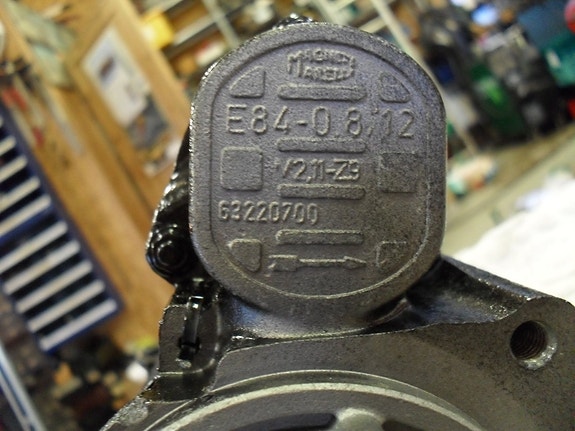 MAGNETI
MARELLI
E84-0.8/12
V2,11-Z9
63220700